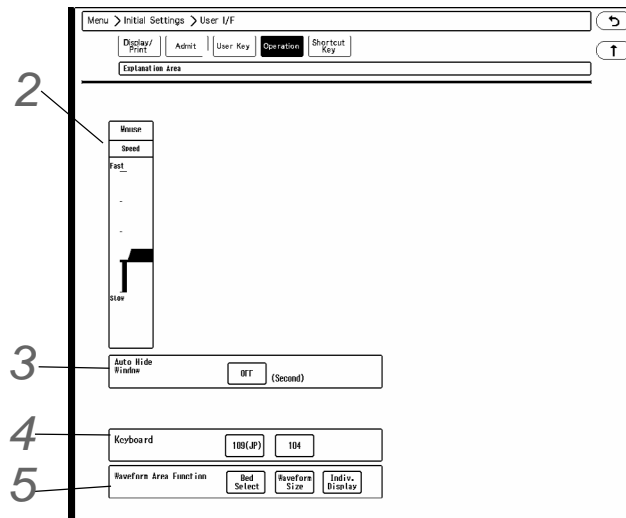 Menu > Initial Settings > User I/F
Display/
Print
Admit
User Key
Operation
Shortcut
Key
Explanation Area
2
Mouse
Speed
Fast
Slow
3
Auto Hide
Window
OFF
(Second)
4
Keyboard
109(JP)
104
5
Waveform Area Function
Bed
Select
Waveform
Size
Indiv.
Display